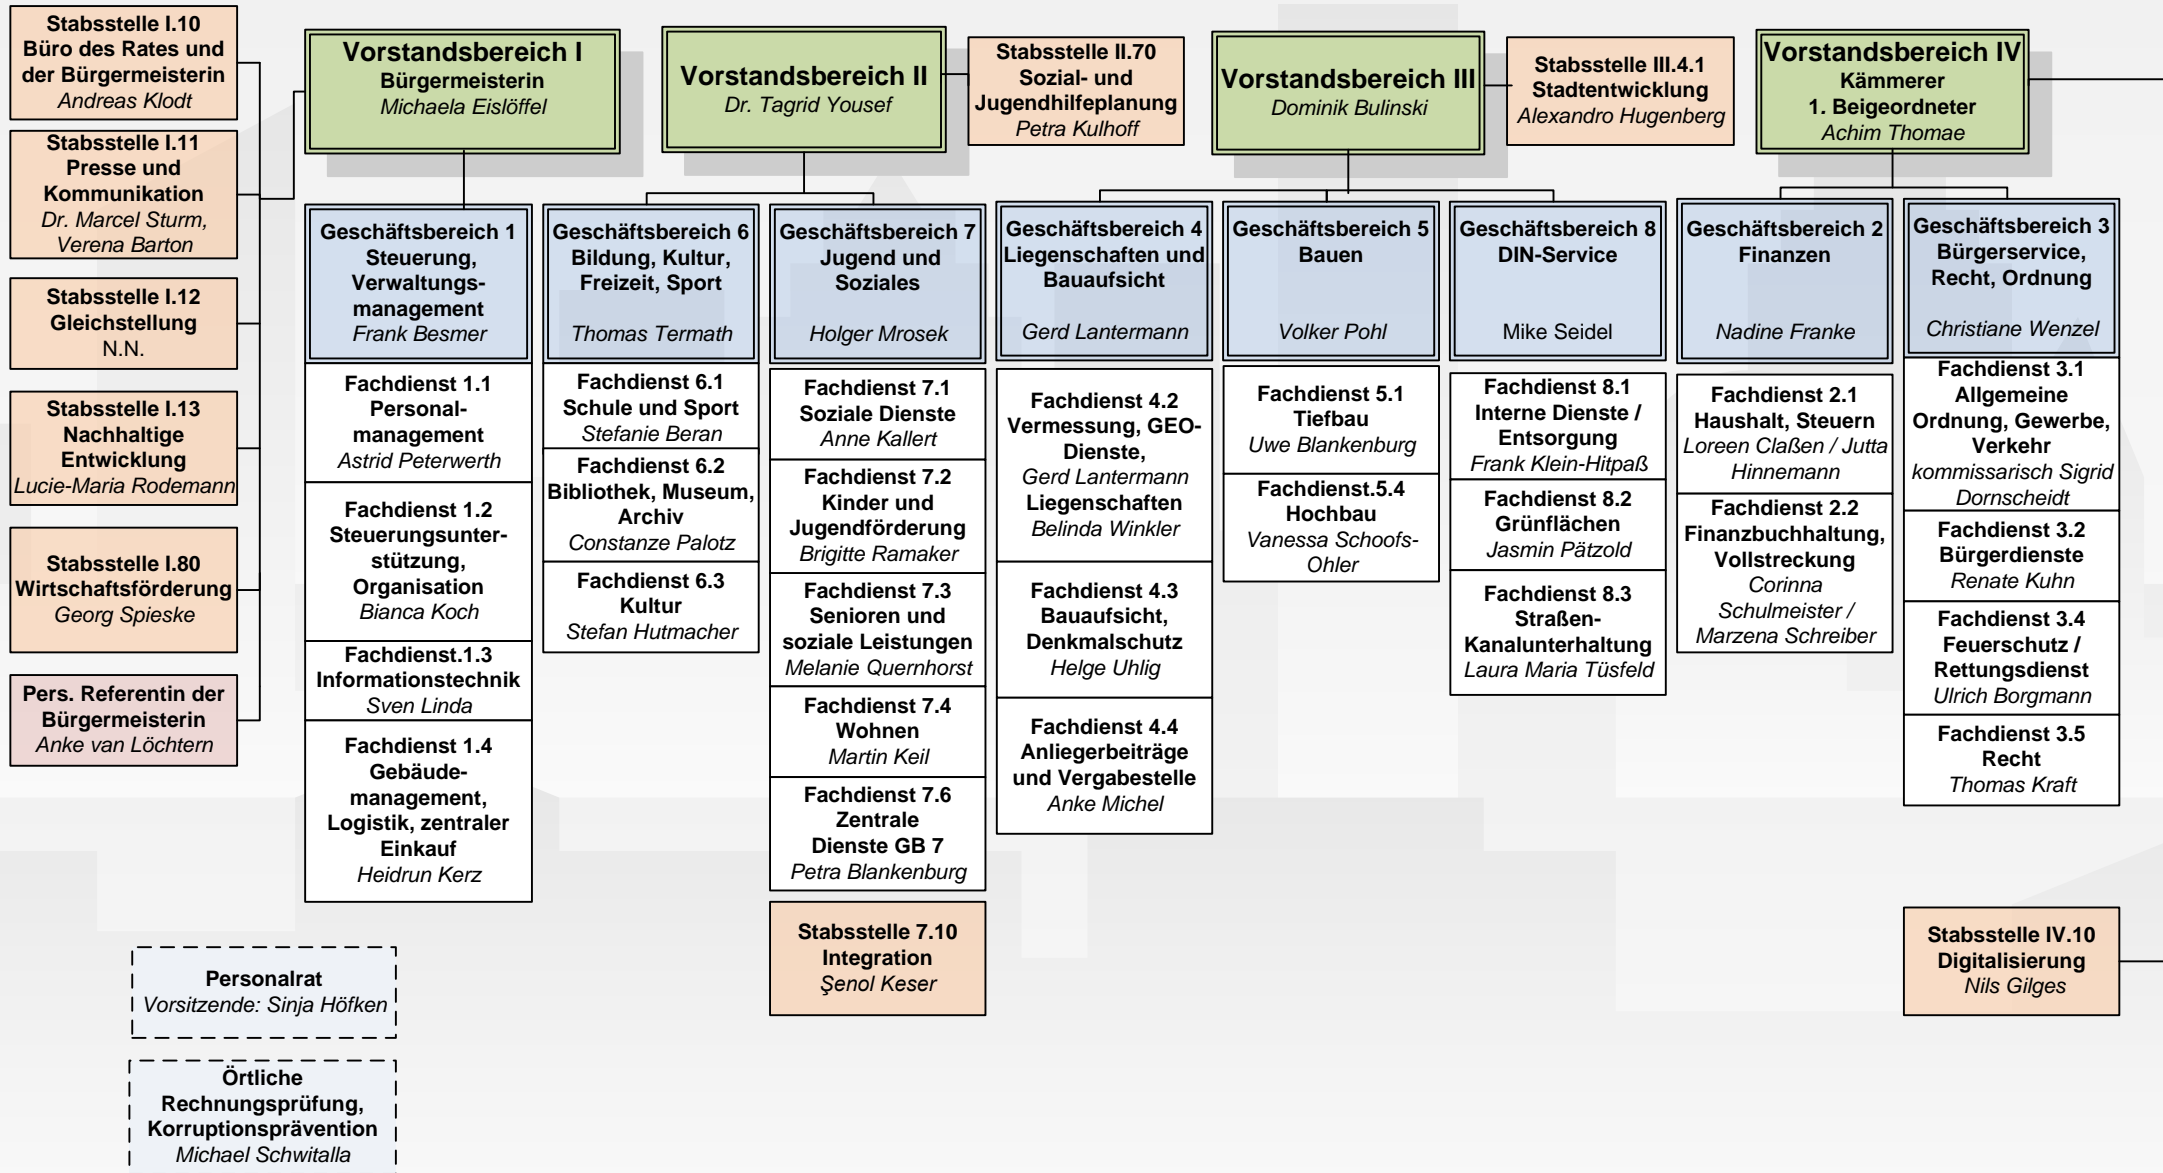 Stabsstelle I.10
Büro des Rates und
der Bürgermeisterin
Andreas Klodt
Stabsstelle I.11
Presse und
Kommunikation
Dr. Marcel Sturm,
Verena Barton
Stabsstelle I.12
Gleichstellung
N.N.
Stabsstelle I.13
Nachhaltige
Entwicklung
Lucie-Maria Rodemann
Stabsstelle I.80
Wirtschaftsförderung
Georg Spieske
Pers. Referentin der
Bürgermeisterin
Anke van Löchtern
Vorstandsbereich I
Bürgermeisterin
Michaela Eislöffel
Vorstandsbereich II
Dr. Tagrid Yousef
Stabsstelle II.70
Sozial- und
Jugendhilfeplanung
Petra Kulhoff
Vorstandsbereich III
Dominik Bulinski
Stabsstelle III.4.1
Stadtentwicklung
Alexandro Hugenberg
Vorstandsbereich IV
Kämmerer
1. Beigeordneter
Achim Thomae
Geschäftsbereich 1
Steuerung,
Verwaltungs-
management
Frank Besmer
Fachdienst 1.1
Personal-
management
Astrid Peterwerth
Fachdienst 1.2
Steuerungsunter-
stützung,
Organisation
Bianca Koch
Fachdienst.1.3
Informationstechnik
Sven Linda
Fachdienst 1.4
Gebäude-
management,
Logistik, zentraler
Einkauf
Heidrun Kerz
Geschäftsbereich 6
Bildung, Kultur,
Freizeit, Sport
Thomas Termath
Fachdienst 6.1
Schule und Sport
Stefanie Beran
Fachdienst 6.2
Bibliothek, Museum,
Archiv
Constanze Palotz
Fachdienst 6.3
Kultur
Stefan Hutmacher
Geschäftsbereich 7
Jugend und
Soziales
Holger Mrosek
Fachdienst 7.1
Soziale Dienste
Anne Kallert
Fachdienst 7.2
Kinder und
Jugendförderung
Brigitte Ramaker
Fachdienst 7.3
Senioren und
soziale Leistungen
Melanie Quernhorst
Fachdienst 7.4
Wohnen
Martin Keil
Fachdienst 7.6
Zentrale
Dienste GB 7
Petra Blankenburg
Stabsstelle 7.10
Integration
Şenol Keser
Geschäftsbereich 4
Liegenschaften und
Bauaufsicht
Gerd Lantermann
Fachdienst 4.2
Vermessung, GEO-
Dienste,
Gerd Lantermann
Liegenschaften
Belinda Winkler
Fachdienst 4.3
Bauaufsicht,
Denkmalschutz
Helge Uhlig
Fachdienst 4.4
Anliegerbeiträge
und Vergabestelle
Anke Michel
Geschäftsbereich 5
Bauen
Volker Pohl
Fachdienst 5.1
Tiefbau
Uwe Blankenburg
Fachdienst.5.4
Hochbau
Vanessa Schoofs-
Ohler
Geschäftsbereich 8
DIN-Service
Mike Seidel
Fachdienst 8.1
Interne Dienste /
Entsorgung
Frank Klein-Hitpaß
Fachdienst 8.2
Grünflächen
Jasmin Pätzold
Fachdienst 8.3
Straßen-
Kanalunterhaltung
Laura Maria Tüsfeld
Geschäftsbereich 2
Finanzen
Nadine Franke
Fachdienst 2.1
Haushalt, Steuern
Loreen Claßen / Jutta
Hinnemann
Fachdienst 2.2
Finanzbuchhaltung,
Vollstreckung
Corinna
Schulmeister /
Marzena Schreiber
Geschäftsbereich 3
Bürgerservice,
Recht, Ordnung
Christiane Wenzel
Fachdienst 3.1
Allgemeine
Ordnung, Gewerbe,
Verkehr
kommissarisch Sigrid
Dornscheidt
Fachdienst 3.2
Bürgerdienste
Renate Kuhn
Fachdienst 3.4
Feuerschutz /
Rettungsdienst
Ulrich Borgmann
Fachdienst 3.5
Recht
Thomas Kraft
Stabsstelle IV.10
Digitalisierung
Nils Gilges
Personalrat
Vorsitzende: Sinja Höfken
Örtliche
Rechnungsprüfung,
Korruptionsprävention
Michael Schwitalla